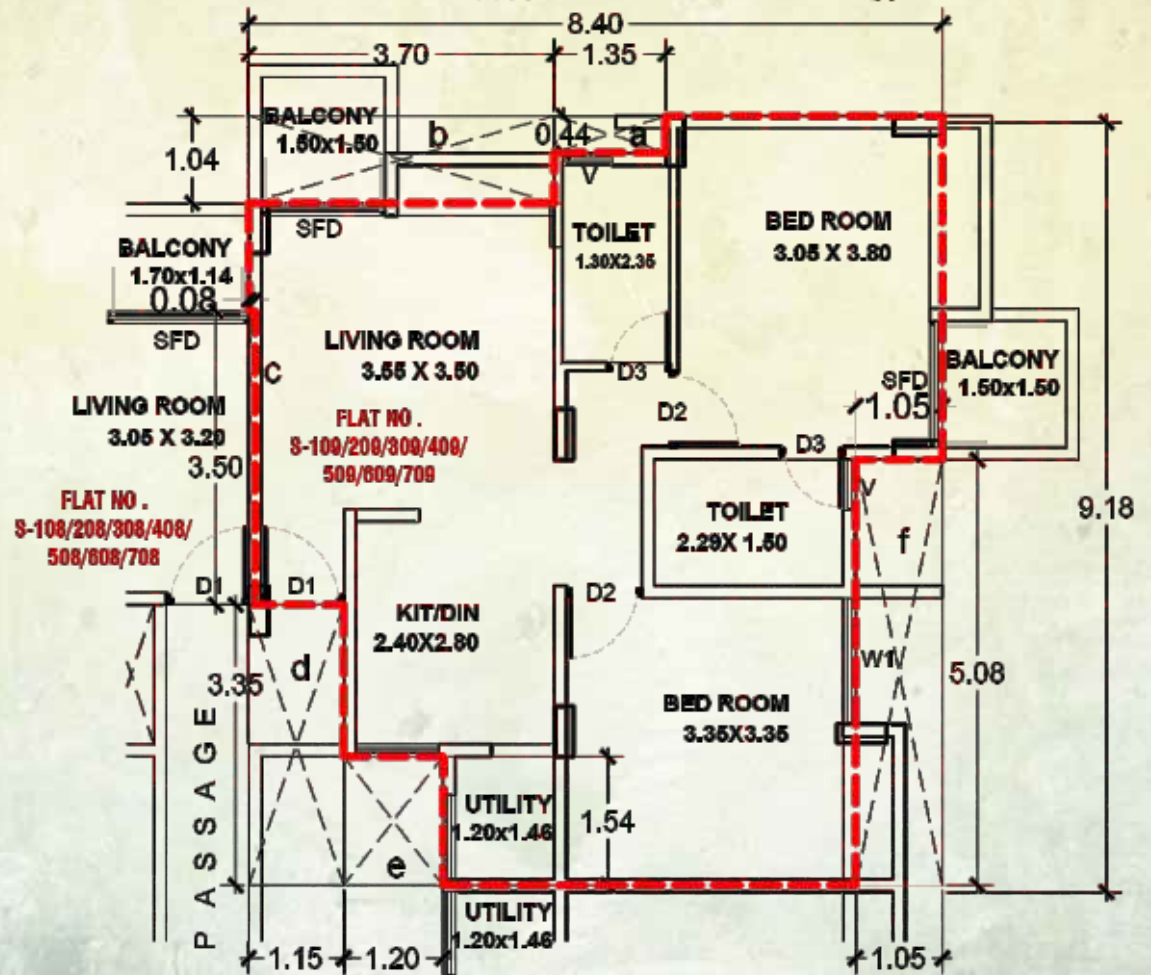 8.40
3.70
1.35
BALCONY
1.50x1.50
b
0.44
a
1.04
V
SFD
TOILET
1.30X2.35
BED ROOM
3.05 X 3.80
BALCONY
1.70x1.14
0.08
SFD
C
LIVING ROOM
3.55 X 3.50
D3
BALCONY
1.50x1.50
SFD
1.05
LIVING ROOM
3.05 X 3.20
3.50
FLAT NO .
S-109/209/309/409/
509/609/709
D2
D3
FLAT NO .
S-108/208/308/408/
508/608/708
TOILET
2.29X 1.50
V
f
9.18
D1
D1
KIT/DIN
2.40X2.80
D2
d
3.35
W1
5.08
BED ROOM
3.35X3.35
PASSAGE
UTILITY
1.20x1.46
1.54
e
UTILITY
1.20x1.46
1.15
1.20
1.05